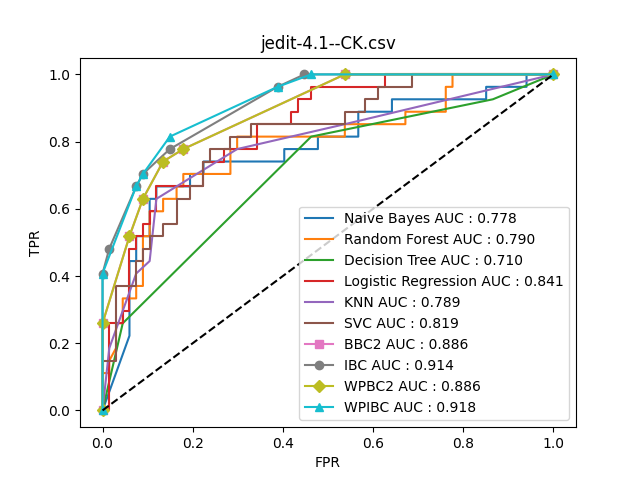 jedit-4.1--CK.csv
TPR
1.0
0.8
0.6
0.4
0.2
0.0
Naive Bayes AUC : 0.778
Random Forest AUC : 0.790
Decision Tree AUC : 0.710
Logistic Regression AUC : 0.841
KNN AUC : 0.789
SVC AUC : 0.819
BBC2 AUC : 0.886
IBC AUC : 0.914
WPBC2 AUC : 0.886
WPIBC AUC : 0.918
0.0 0.2 0.4 0.6 0.8 1.0
FPR